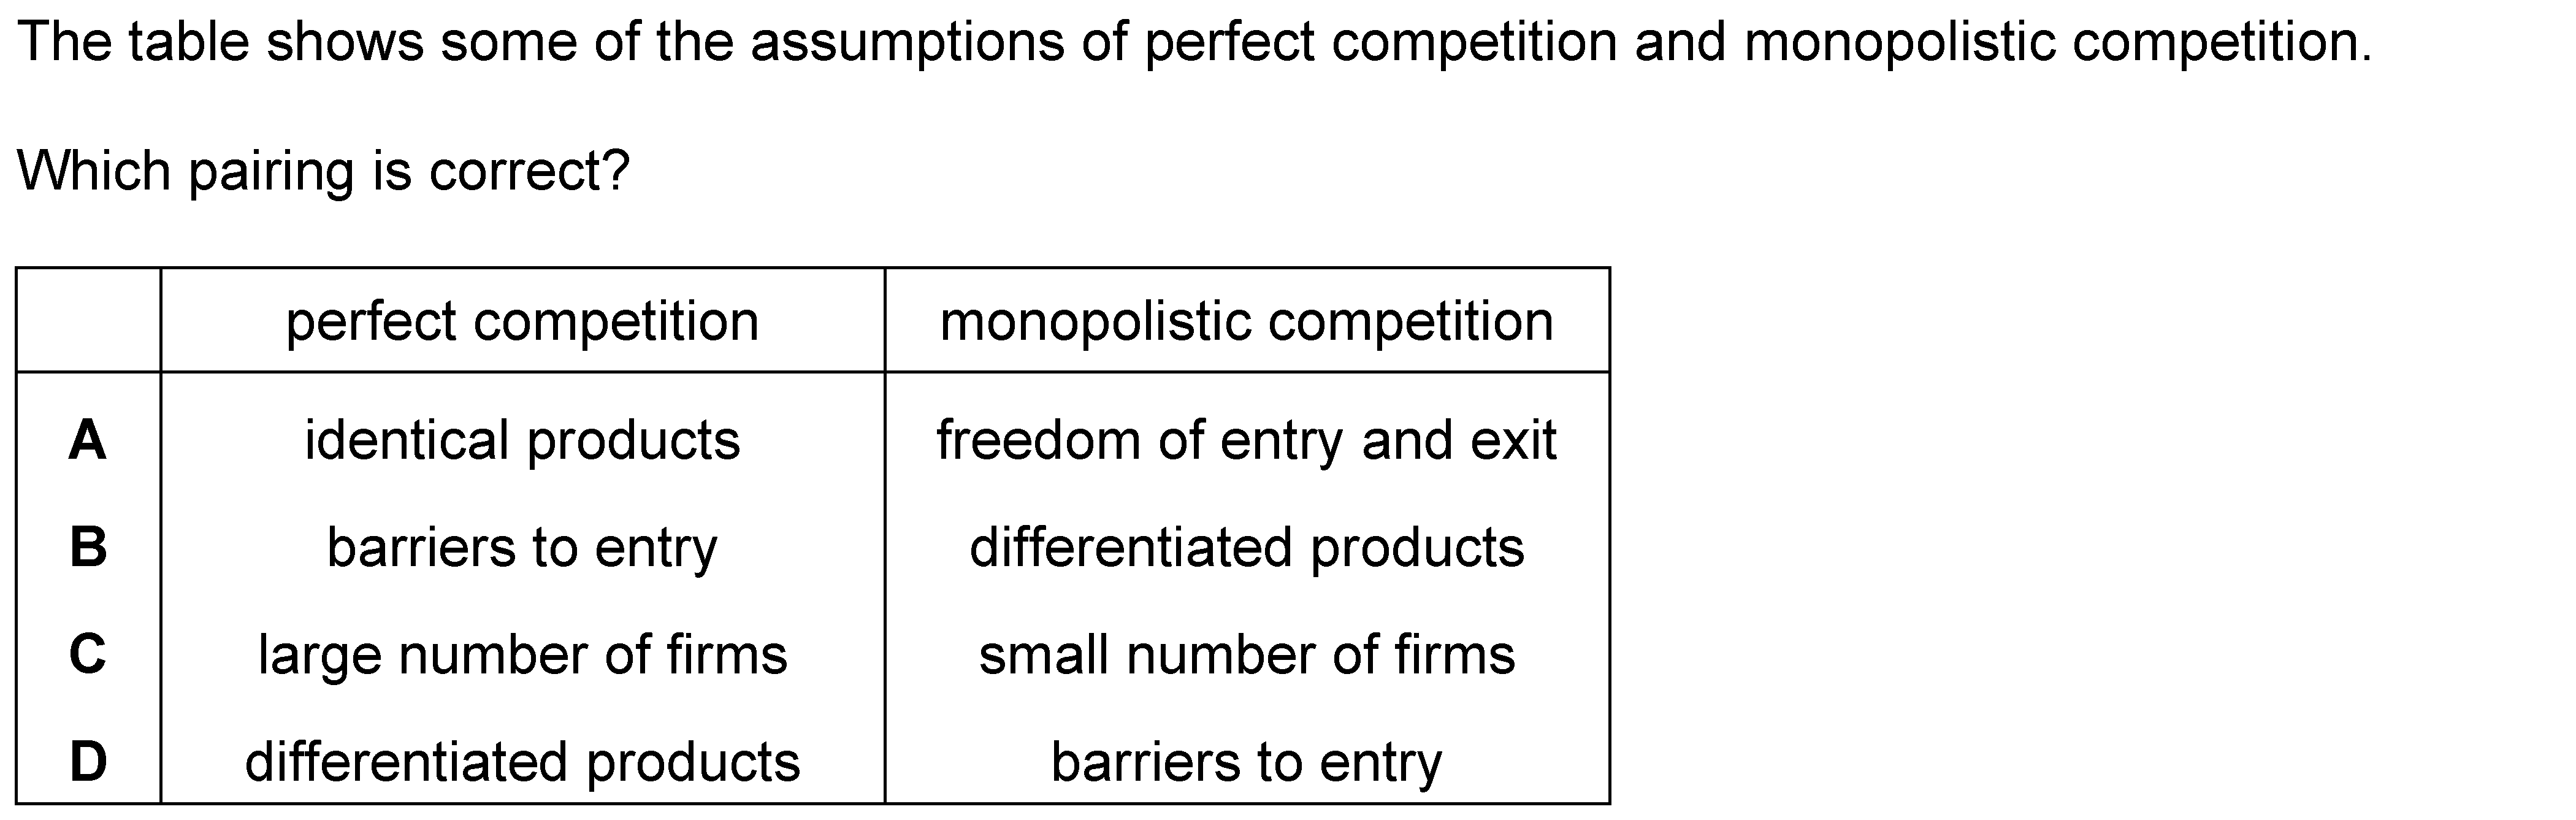 The table shows some of the assumptions of perfect competition and monopolistic competition.
Which pairing is correct?
perfect competition monopolistic competition
A identical products freedom of entry and exit
B barriers to entry differentiated products
C large number of firms small number of firms
D differentiated products barriers to entry